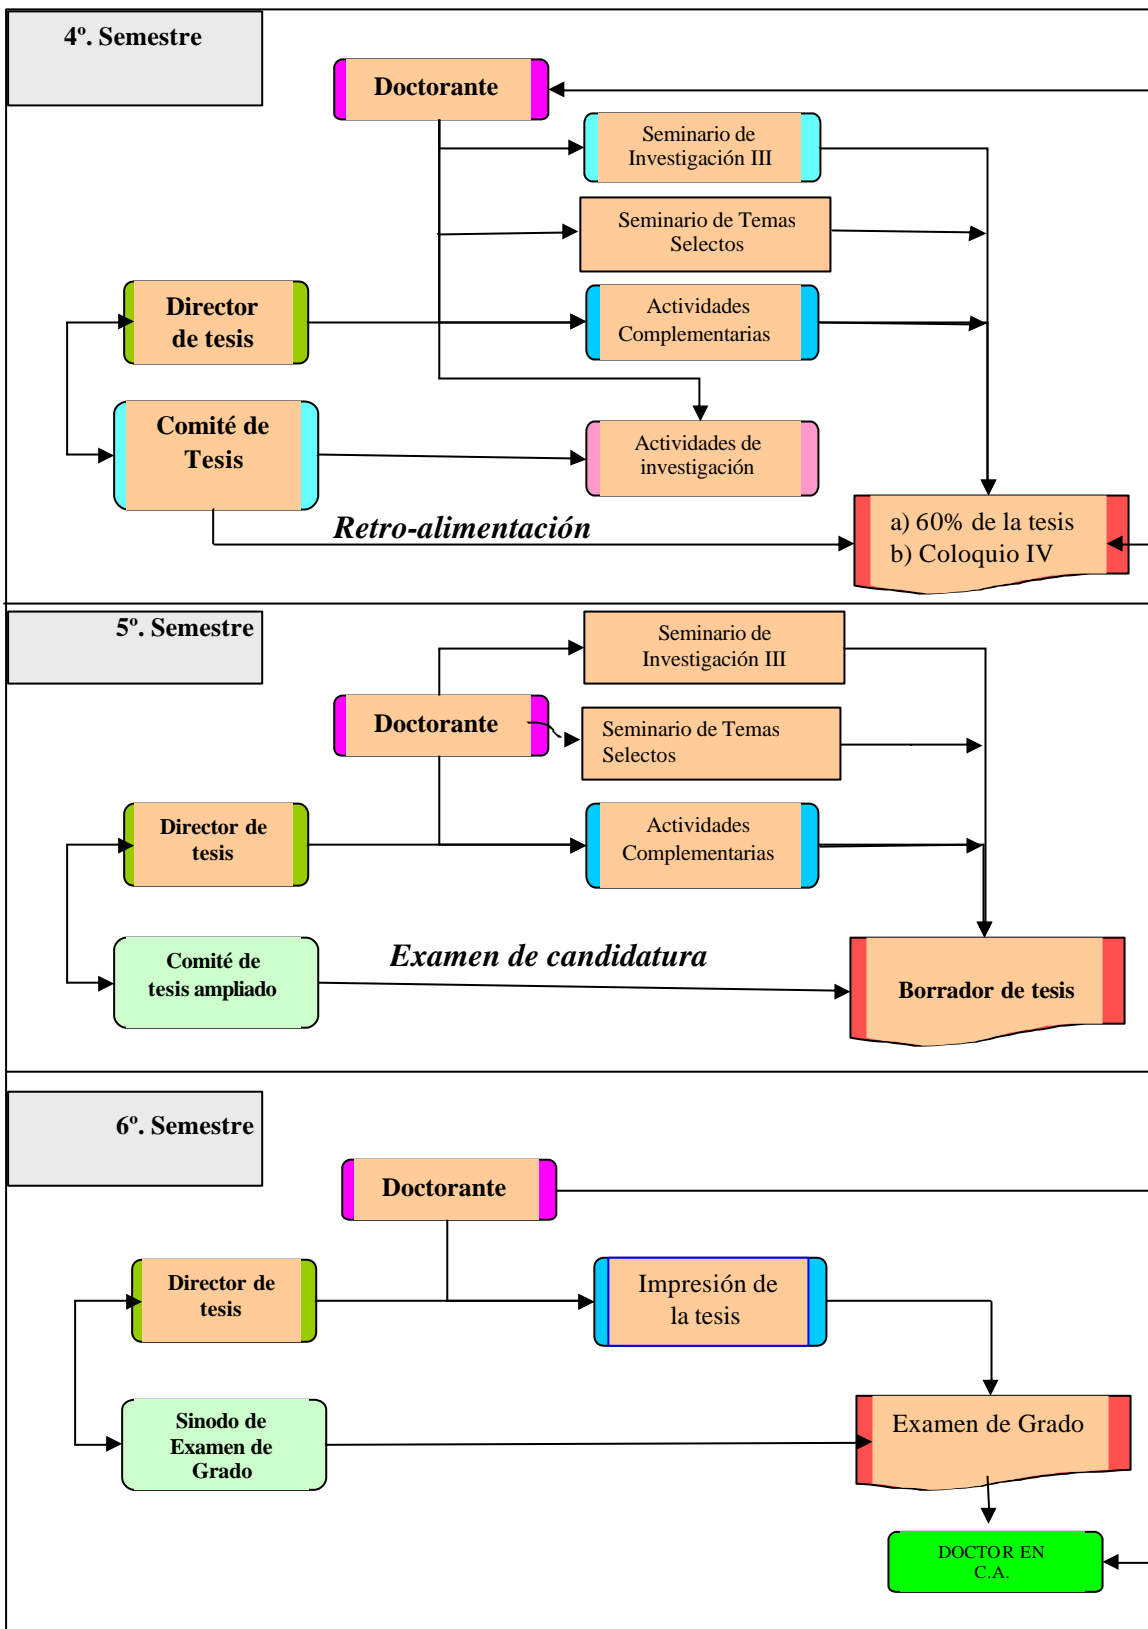 4º. Semestre
Doctorante
Seminario de
Investigación III
Seminario de Temas
Selectos
Director
de tesis
Actividades
Complementarias
Comité de
Tesis
Actividades de
investigación
Retro-alimentación
a) 60% de la tesis
b) Coloquio IV
5º. Semestre
Seminario de
Investigación III
Doctorante
Seminario de Temas
Selectos
Director de
tesis
Actividades
Complementarias
Comité de
tesis ampliado
Examen de candidatura
Borrador de tesis
6º. Semestre
Doctorante
Director de
tesis
Impresión de
la tesis
Sinodo de
Examen de
Grado
Examen de Grado
DOCTOR EN
C.A.